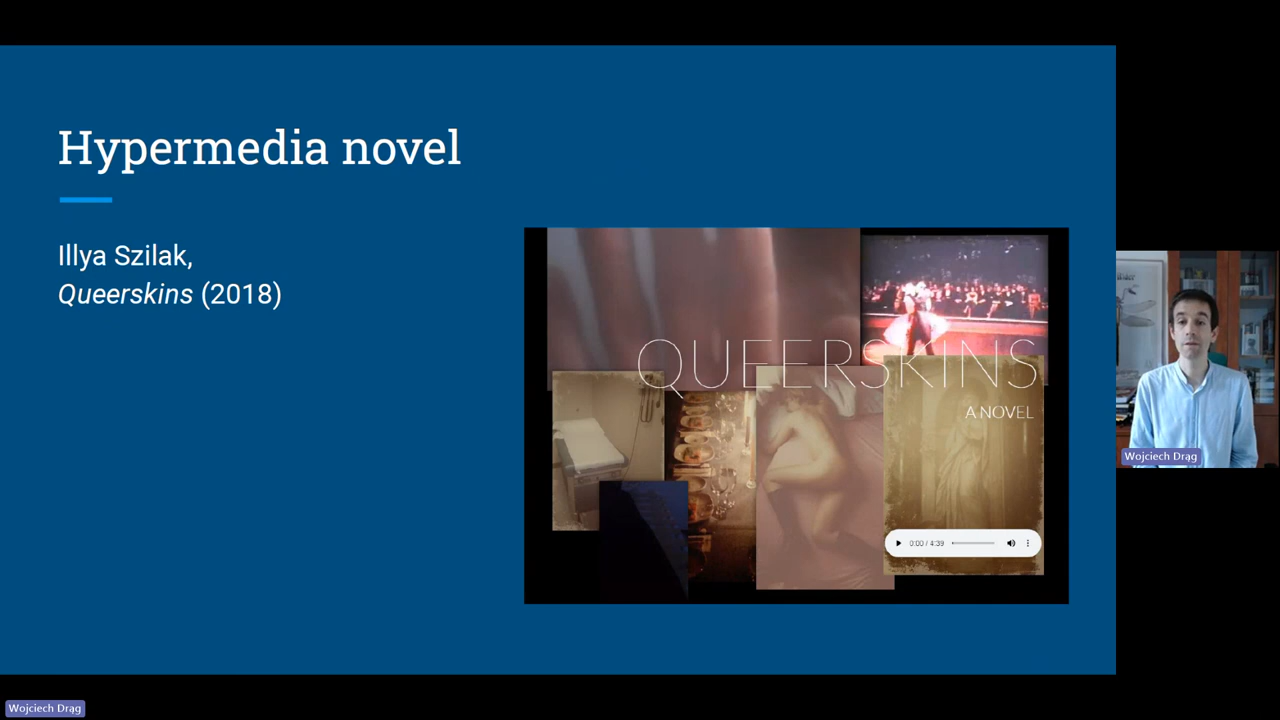 Hypermedia novel
Illya Szilak,
Queerskins (2018)
QUEERSKINS
A NOVEL
0:00 / 4:39
Wojciech Drąg
Wojciech Drąg